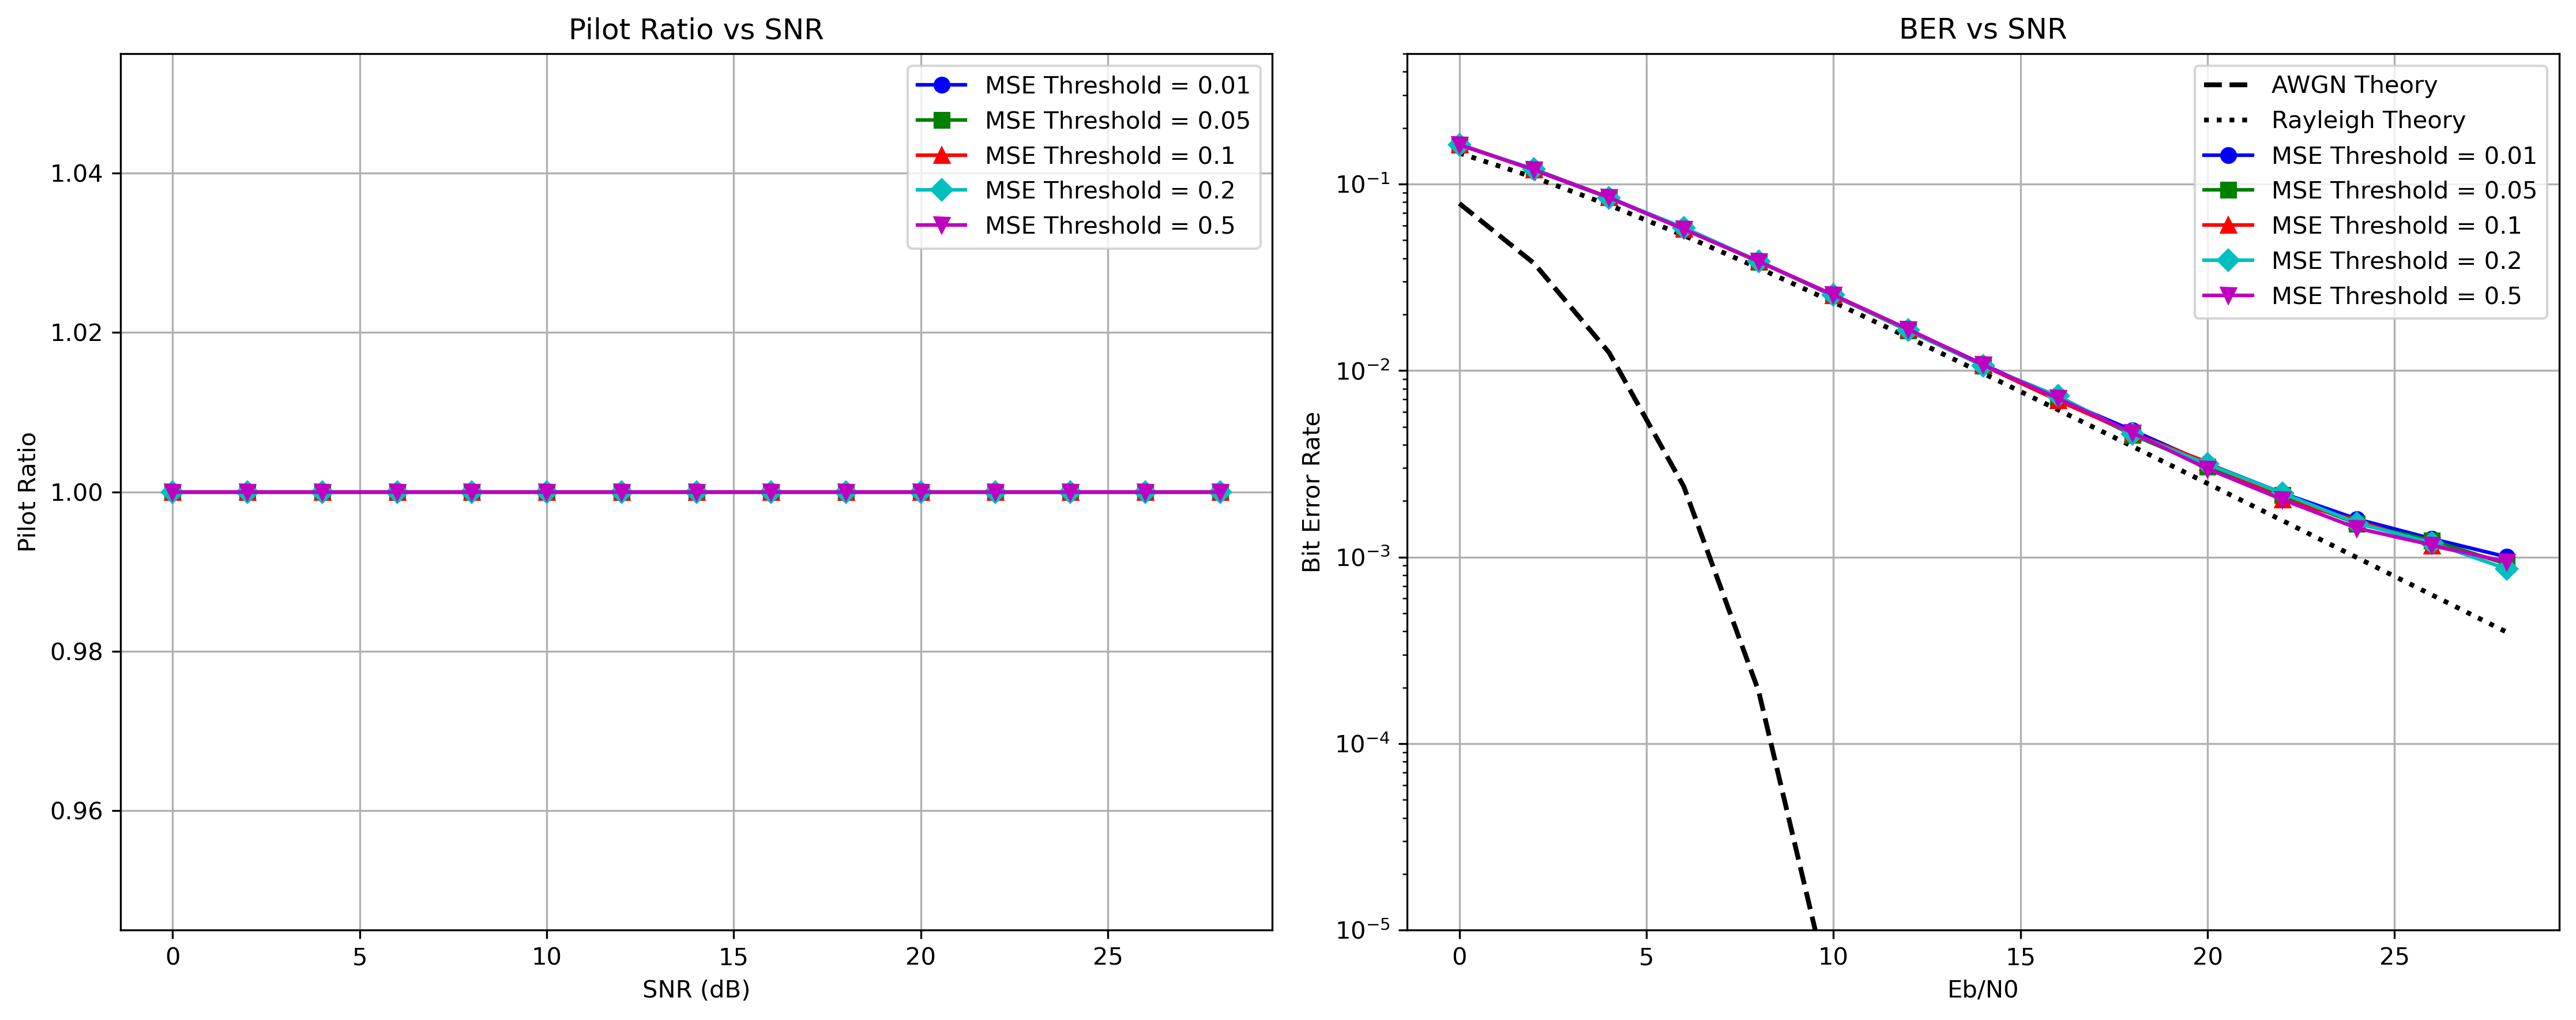 Pilot Ratio vs SNR
MSE Threshold = 0.01
MSE Threshold = 0.05
MSE Threshold = 0.1
MSE Threshold = 0.2
MSE Threshold = 0.5
Pilot Ratio
1.04
1.02
1.00
0.98
0.96
0 5 10 15 20 25
SNR (dB)
BER vs SNR
AWGN Theory
Rayleigh Theory
MSE Threshold = 0.01
MSE Threshold = 0.05
MSE Threshold = 0.1
MSE Threshold = 0.2
MSE Threshold = 0.5
Bit Error Rate
10⁻¹
10⁻²
10⁻³
10⁻⁴
10⁻⁵
0 5 10 15 20 25
Eb/N0